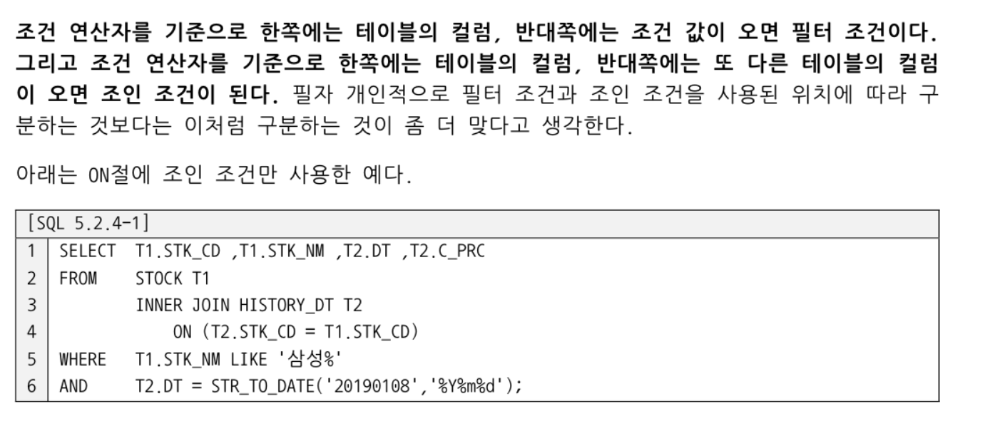 조건 연산자를 기준으로 한쪽에는 테이블의 컬럼, 반대쪽에는 조건 값이 오면 필터 조건이다.
그리고 조건 연산자를 기준으로 한쪽에는 테이블의 컬럼, 반대쪽에는 또 다른 테이블의 컬럼
이 오면 조인 조건이 된다. 필자 개인적으로 필터 조건과 조인 조건을 사용된 위치에 따라 구
분하는 것보다는 이처럼 구분하는 것이 좀 더 맞다고 생각한다.
아래는 ON절에 조인 조건만 사용한 예다.
[SQL 5.2.4-1]
1 SELECT T1.STK_CD ,T1.STK_NM ,T2.DT ,T2.C_PRC
2 FROM STOCK T1
3 INNER JOIN HISTORY_DT T2
4 ON (T2.STK_CD = T1.STK_CD)
5 WHERE T1.STK_NM LIKE '삼성%'
6 AND T2.DT = STR_TO_DATE('20190108','%Y%m%d');